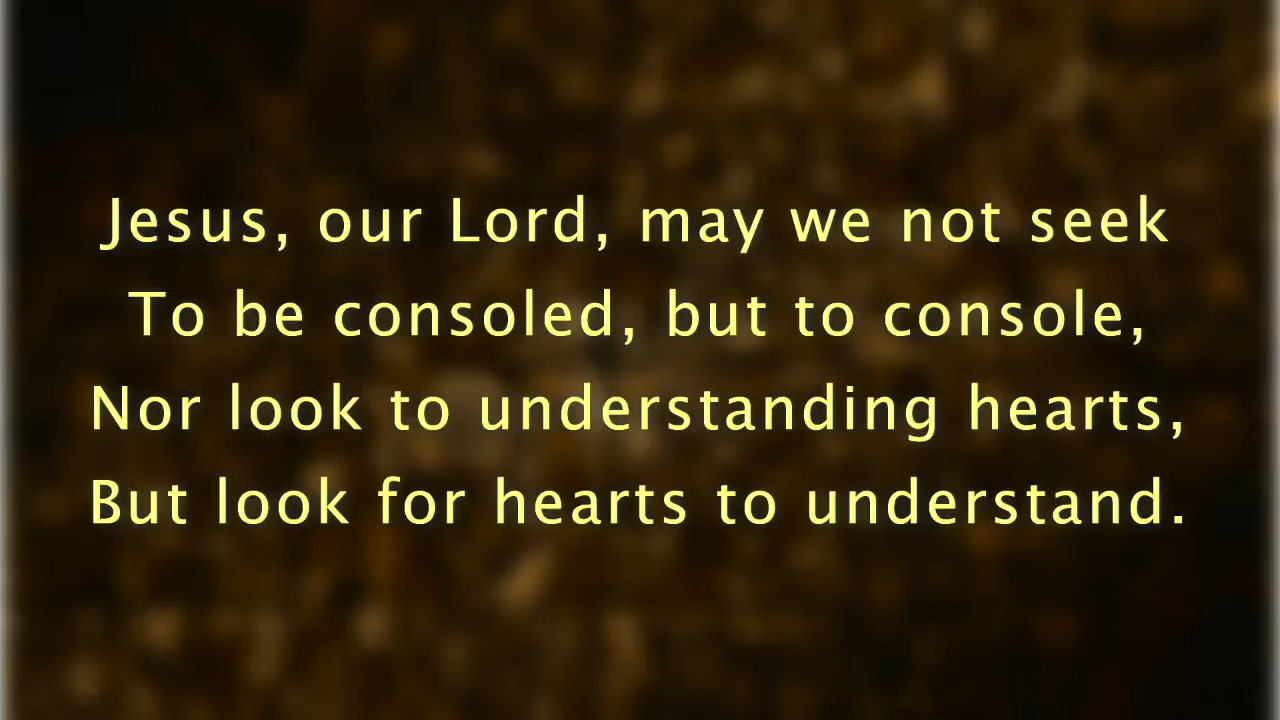 Jesus, our Lord, may we not seek
To be consoled, but to console,
Nor look to understanding hearts,
But look for hearts to understand.